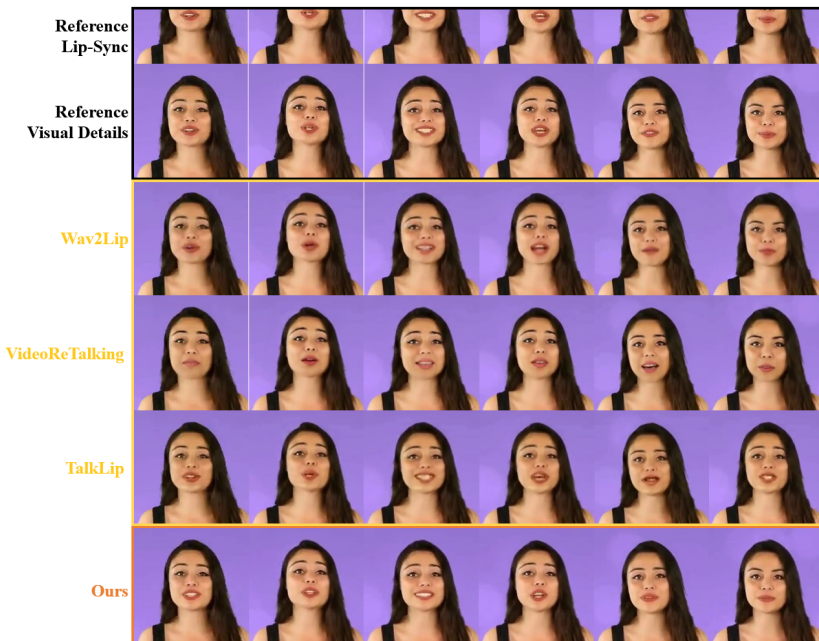 Reference
Lip-Sync
Reference
Visual Details
Wav2Lip
VideoReTalking
TalkLip
Ours